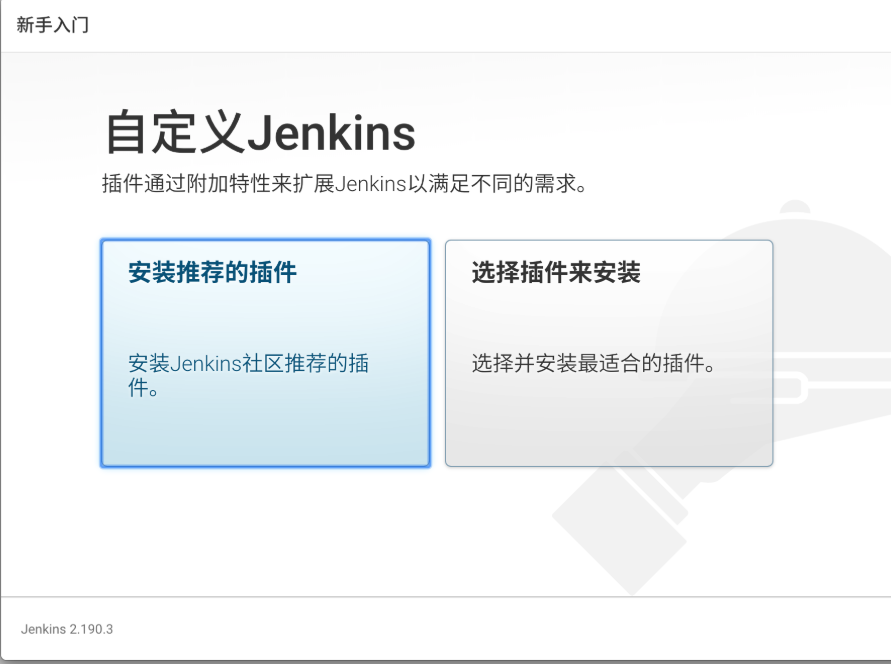 新手入门
自定义Jenkins
插件通过附加特性来扩展Jenkins以满足不同的需求。
安装推荐的插件
安装Jenkins社区推荐的插
件。
选择插件来安装
选择并安装最适合的插件。
Jenkins 2.190.3